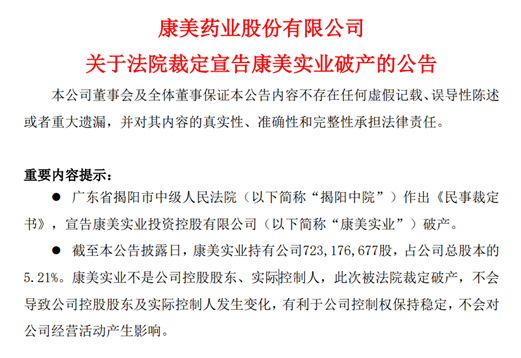 康美药业股份有限公司
关于法院裁定宣告康美实业破产的公告
本公司董事会及全体董事保证本公告内容不存在任何虚假记载、误导性陈述
或者重大遗漏，并对其内容的真实性、准确性和完整性承担法律责任。
重要内容提示：
● 广东省揭阳市中级人民法院（以下简称“揭阳中院”）作出《民事裁定
书》，宣告康美实业投资控股有限公司（以下简称“康美实业”）破产。
● 截至本公告披露日，康美实业持有公司723,176,677股，占公司总股本的
5.21%。康美实业不是公司控股股东、实际控制人，此次被法院裁定破产，不会
导致公司控股股东及实际控制人发生变化，有利于公司控制权保持稳定，不会对
公司经营活动产生影响。